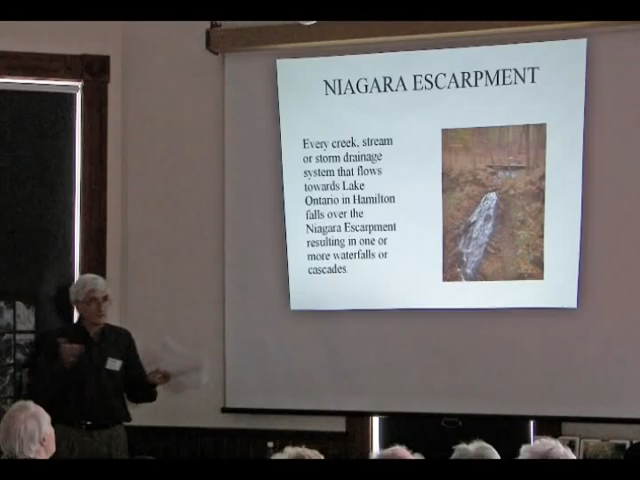 NIAGARA ESCARPMENT
Every creek, stream
or storm drainage
system that flows
towards Lake
Ontario in Hamilton
falls over the
Niagara Escarpment
resulting in one or
more waterfalls or
cascades.